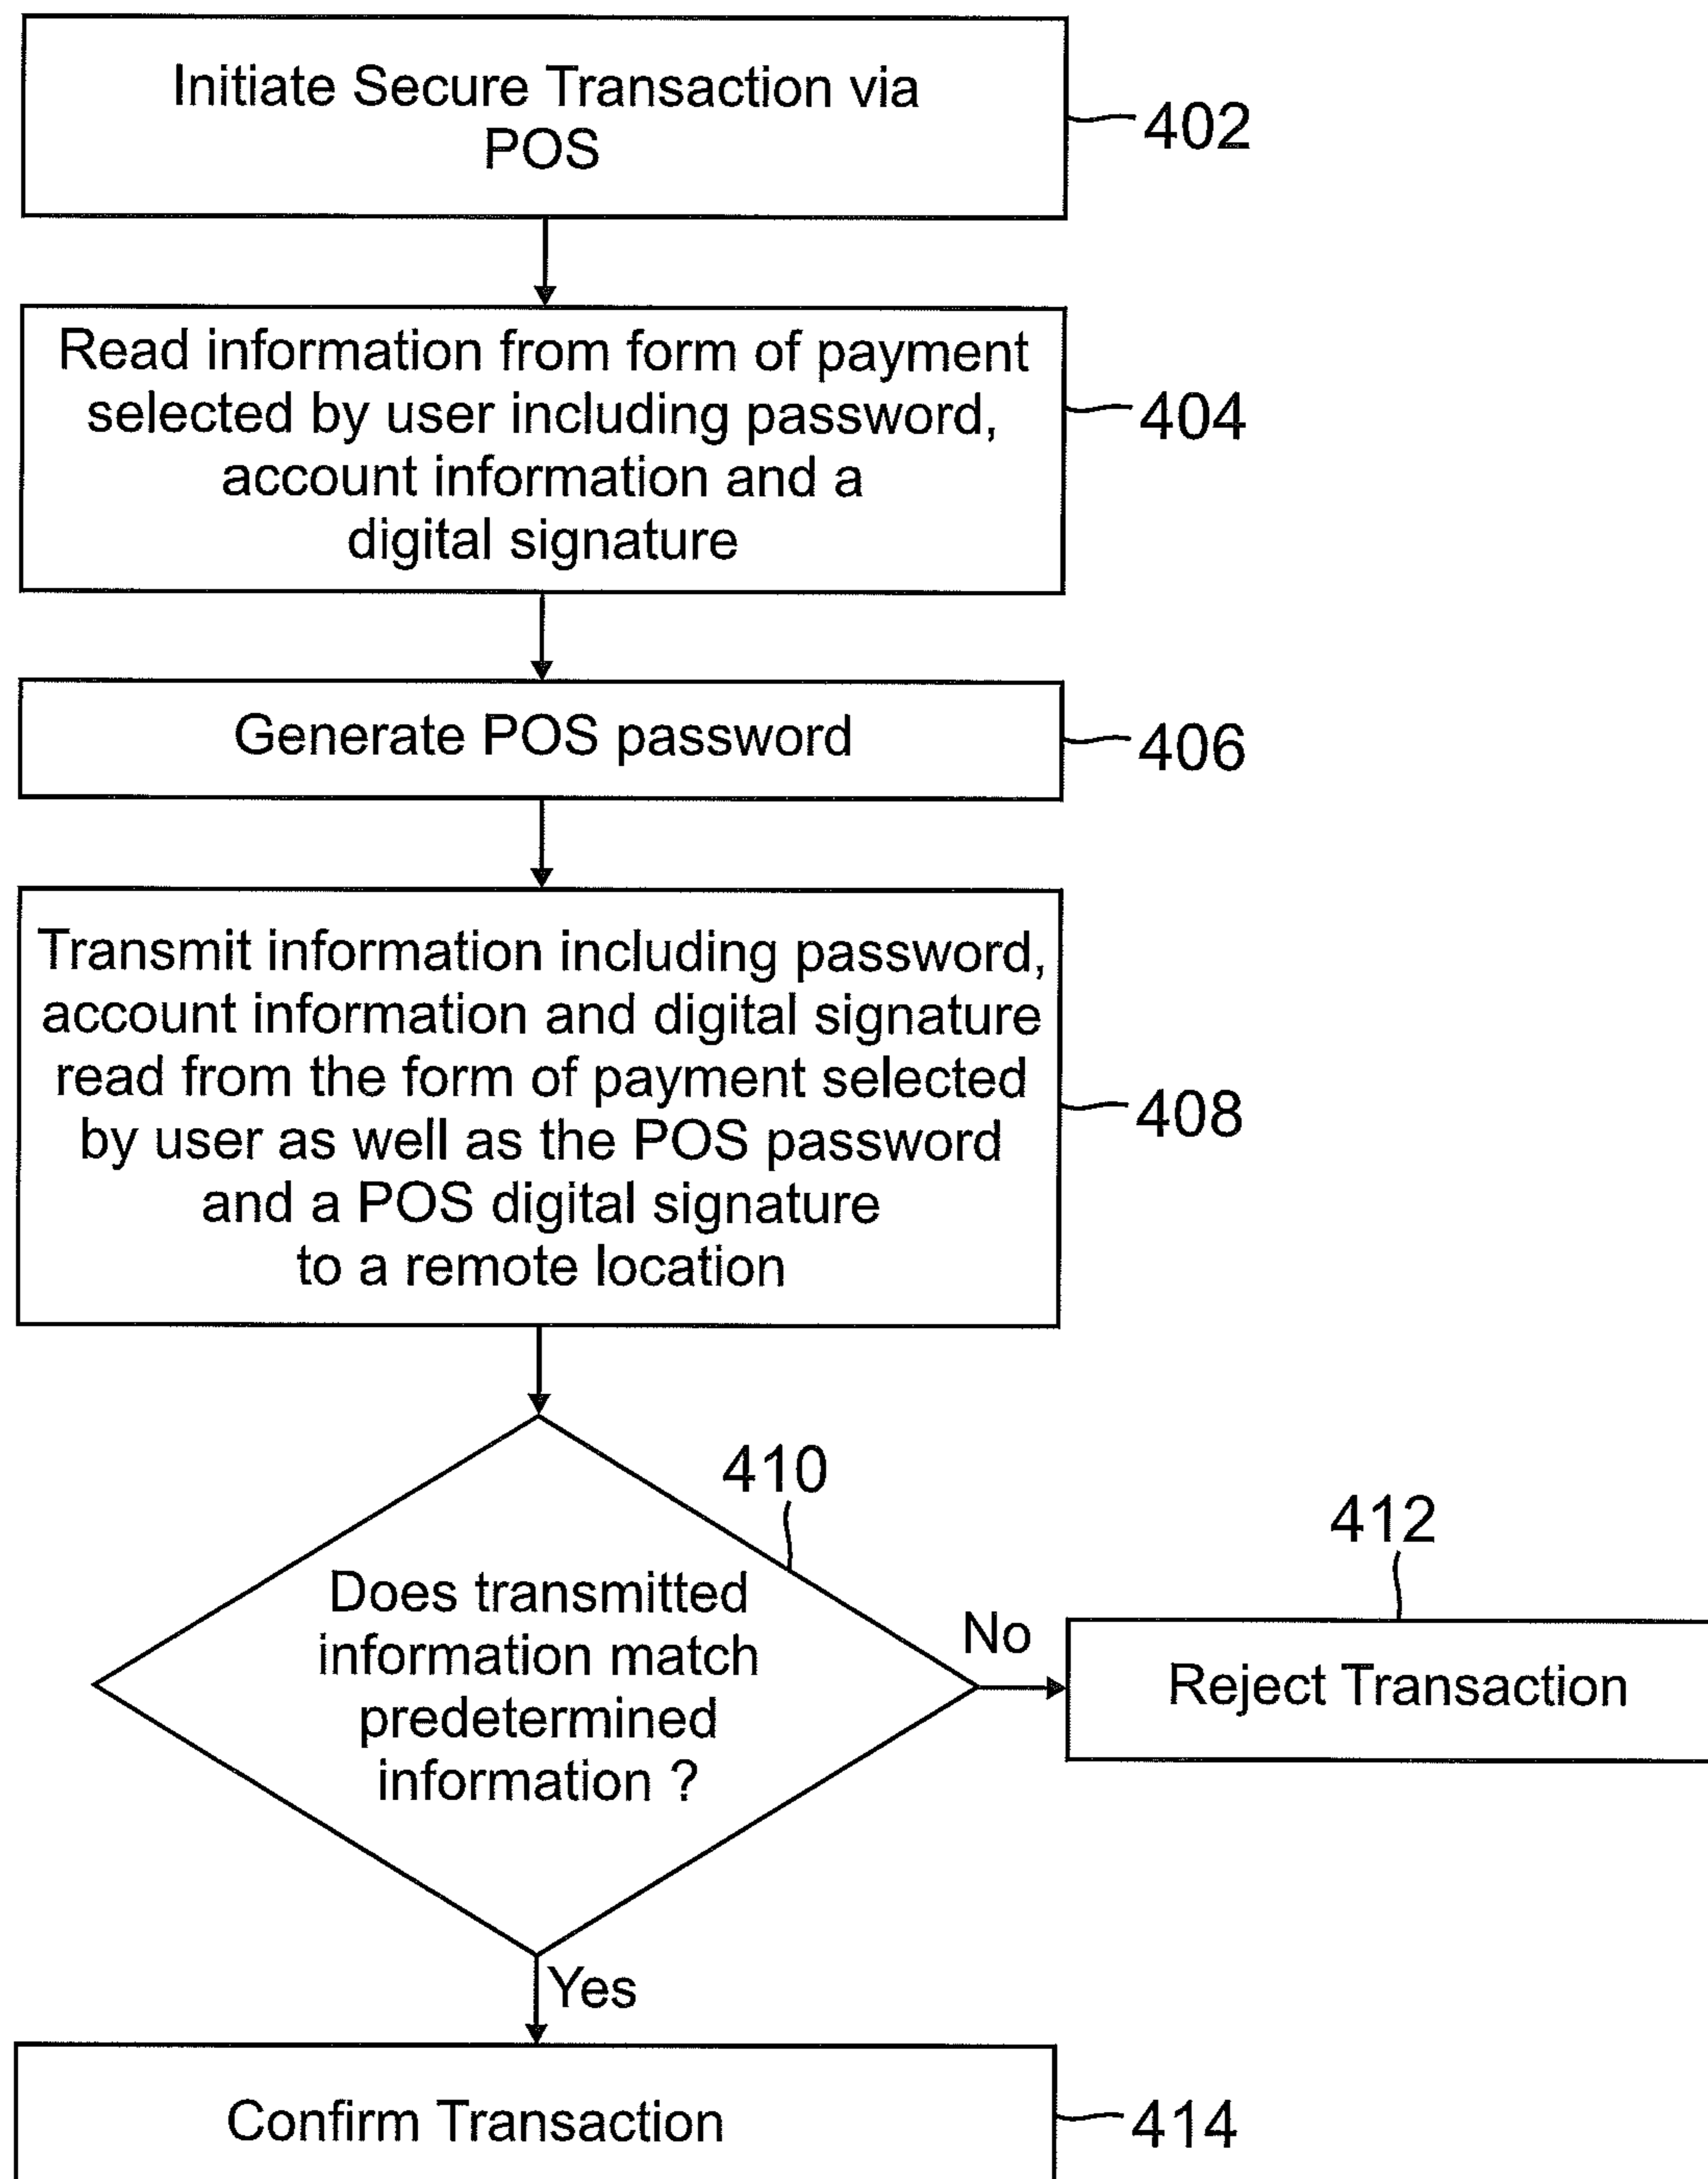 Initiate Secure Transaction via
POS
402
Read information from form of payment
selected by user including password,
account information and a
digital signature
404
Generate POS password
406
Transmit information including password,
account information and digital signature
read from the form of payment selected
by user as well as the POS password
and a POS digital signature
to a remote location
408
410
Does transmitted
information match
predetermined
information ?
No
412
Reject Transaction
Yes
Confirm Transaction
414